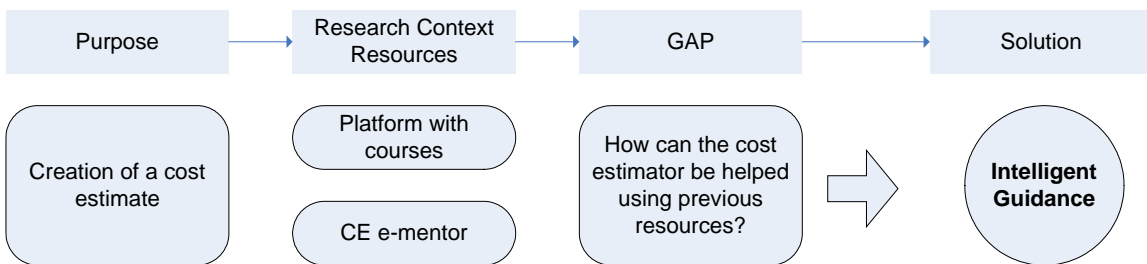 Purpose
Research Context
Resources
GAP
Solution
Creation of a cost
estimate
Platform with
courses
CE e-mentor
How can the cost
estimator be helped
using previous
resources?
Intelligent
Guidance